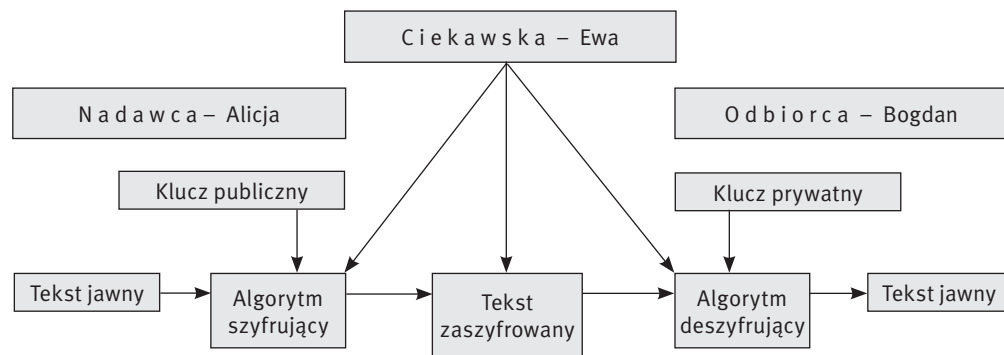 Ciekawska – Ewa
Nadawca – Alicja
Odbiorca – Bogdan
Klucz publiczny
Klucz prywatny
Tekst jawny
Algorytm
szyfrujący
Tekst
zaszyfrowany
Algorytm
deszyfrujący
Tekst jawny